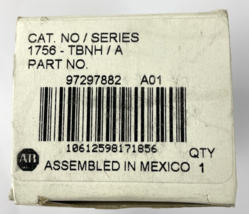 CAT. NO / SERIES
1756 - TBNH / A
PART NO.
97297882 A01
10612598171856
AB QTY
ASSEMBLED IN MEXICO 1